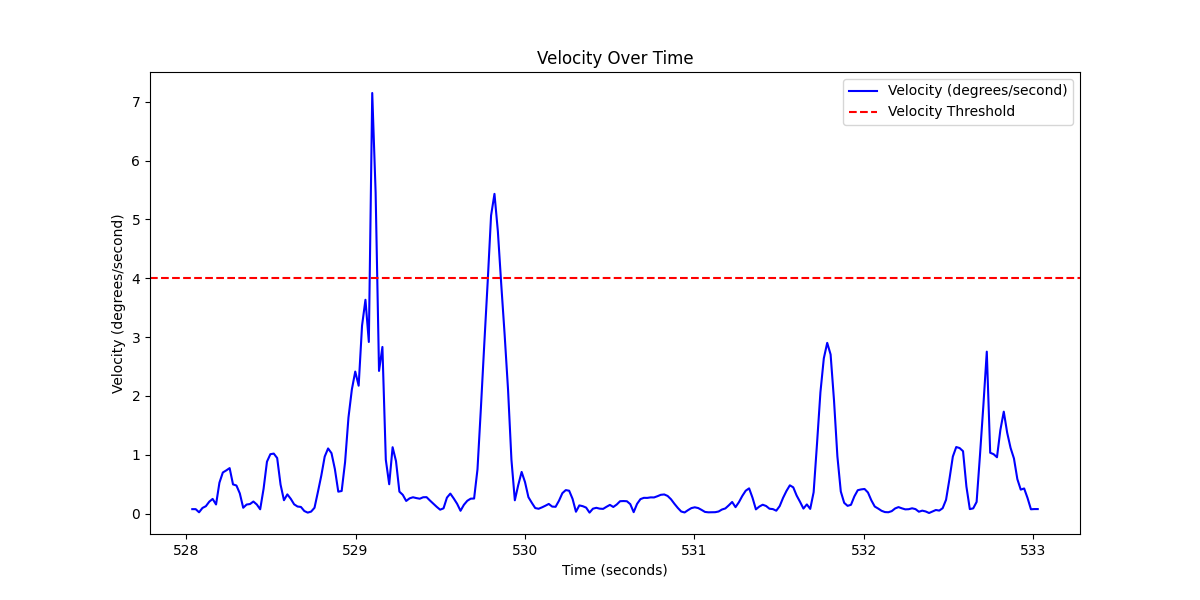 Velocity Over Time
Velocity (degrees/second)
Velocity Threshold
7
6
5
4
3
2
1
0
Velocity (degrees/second)
528
529
530
531
532
533
Time (seconds)